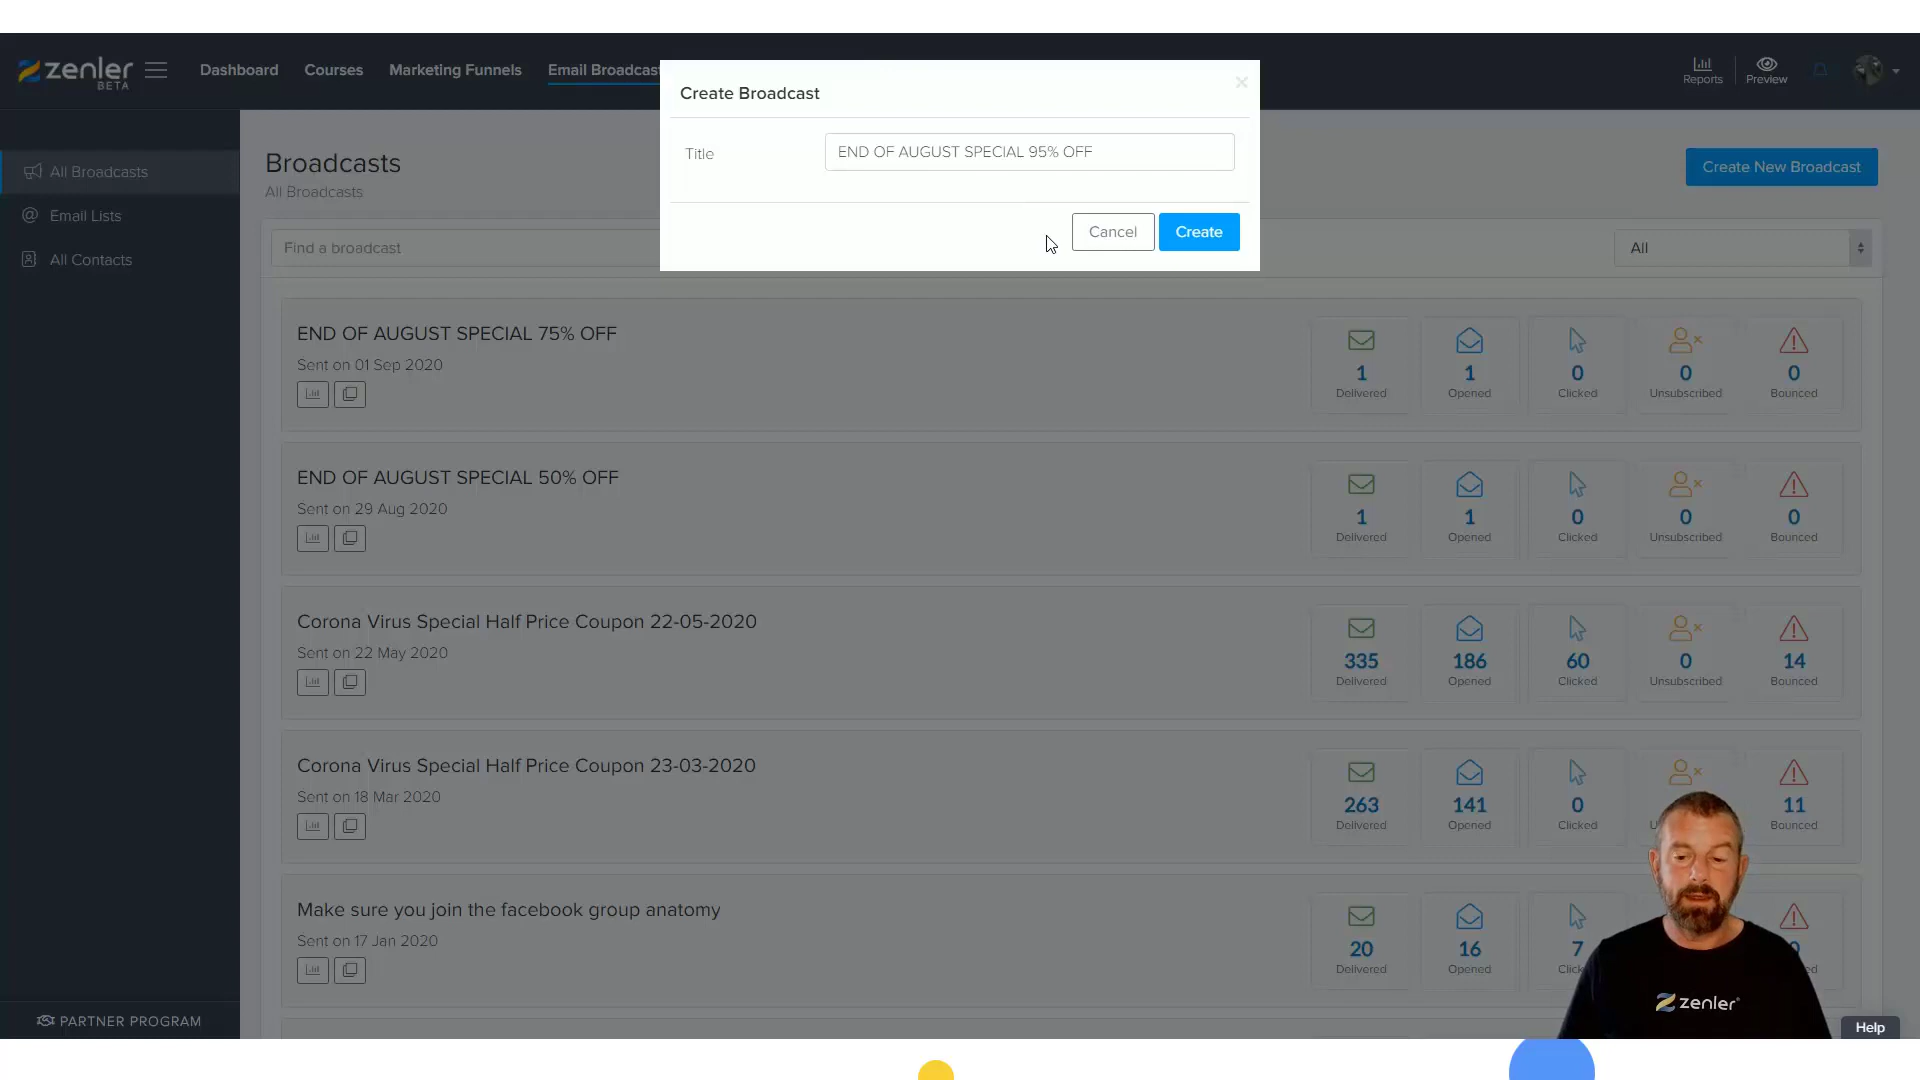 zenler
BETA
Dashboard
Courses
Marketing Funnels
Email Broadcast
Reports
Preview
Create Broadcast
×
Title
END OF AUGUST SPECIAL 95% OFF
Cancel
Create
All Broadcasts
Email Lists
All Contacts
PARTNER PROGRAM
Broadcasts
All Broadcasts
Create New Broadcast
Find a broadcast
All
END OF AUGUST SPECIAL 75% OFF
Sent on 01 Sep 2020
1 1 0 0 0
Delivered Opened Clicked Unsubscribed Bounced
END OF AUGUST SPECIAL 50% OFF
Sent on 29 Aug 2020
1 1 0 0 0
Delivered Opened Clicked Unsubscribed Bounced
Corona Virus Special Half Price Coupon 22-05-2020
Sent on 22 May 2020
335 186 60 0 14
Delivered Opened Clicked Unsubscribed Bounced
Corona Virus Special Half Price Coupon 23-03-2020
Sent on 18 Mar 2020
263 141 0 11
Delivered Opened Clicked Bounced
Make sure you join the facebook group anatomy
Sent on 17 Jan 2020
20 16 7
Delivered Opened
zenler
Help